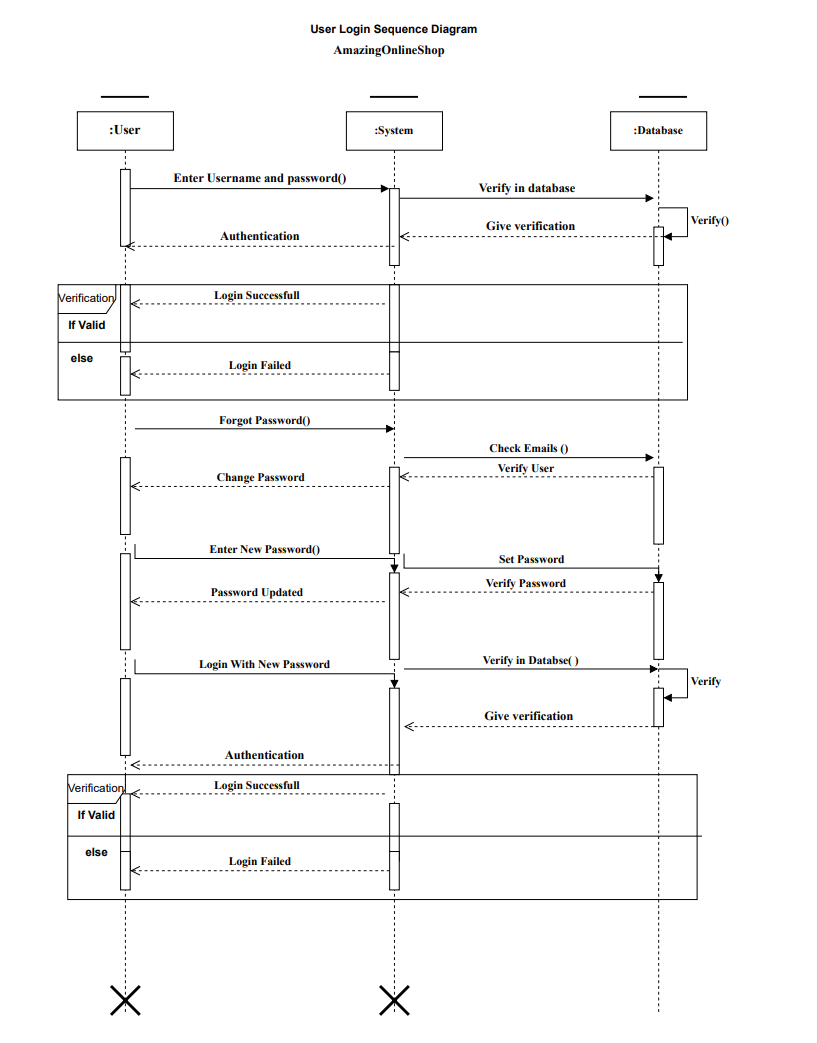 User Login Sequence Diagram
AmazingOnlineShop
:User
:System
:Database
Enter Username and password()
Verify in database
Verify()
Give verification
Authentication
Verification
Login Successfull
If Valid
else
Login Failed
Forgot Password()
Check Emails ()
Verify User
Change Password
Enter New Password()
Set Password
Verify Password
Password Updated
Login With New Password
Verify in Databse( )
Verify
Give verification
Authentication
Verification
Login Successfull
If Valid
else
Login Failed